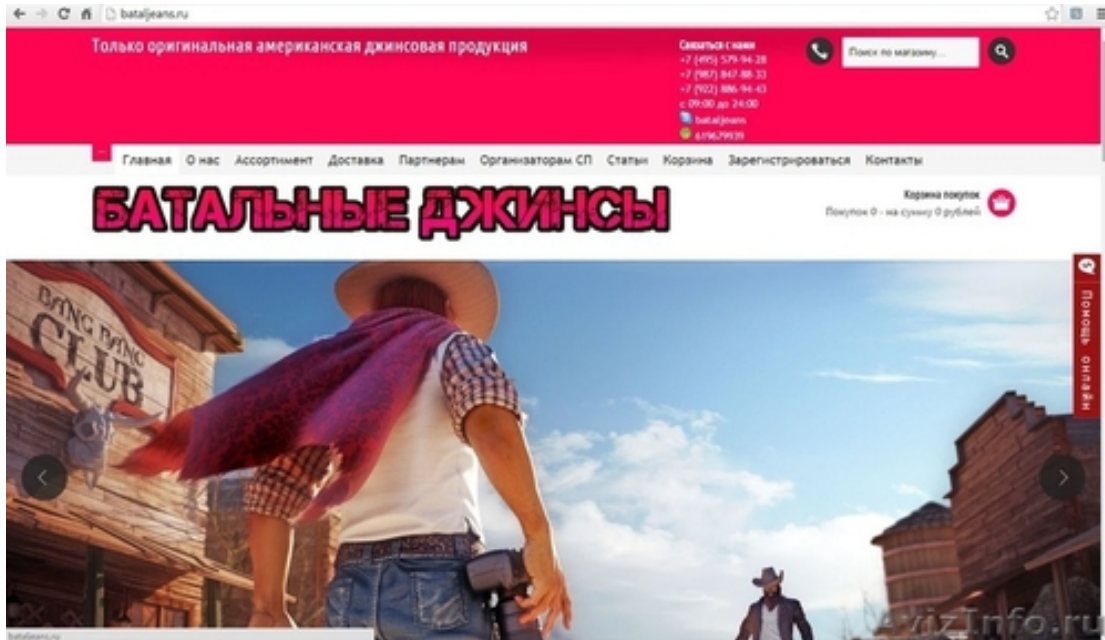 bataljeans.ru
Только оригинальная американская джинсовая продукция
Связаться с нами
+7 (495) 579-94-28
+7 (987) 847-88-33
+7 (922) 886-94-43
с 09:00 до 24:00
bataljeans
619679939
Поиск по магазину...
Главная О нас Ассортимент Доставка Партнерам Организаторам СП Статьи Корзина Зарегистрироваться Контакты
БАТАЛЬНЫЕ ДЖИНСЫ
Корзина покупок
Покупок 0 - на сумму 0 рублей
BANG BANG
CLUB
Помощь онлайн
AvizInfo.ru
bataljeans.ru